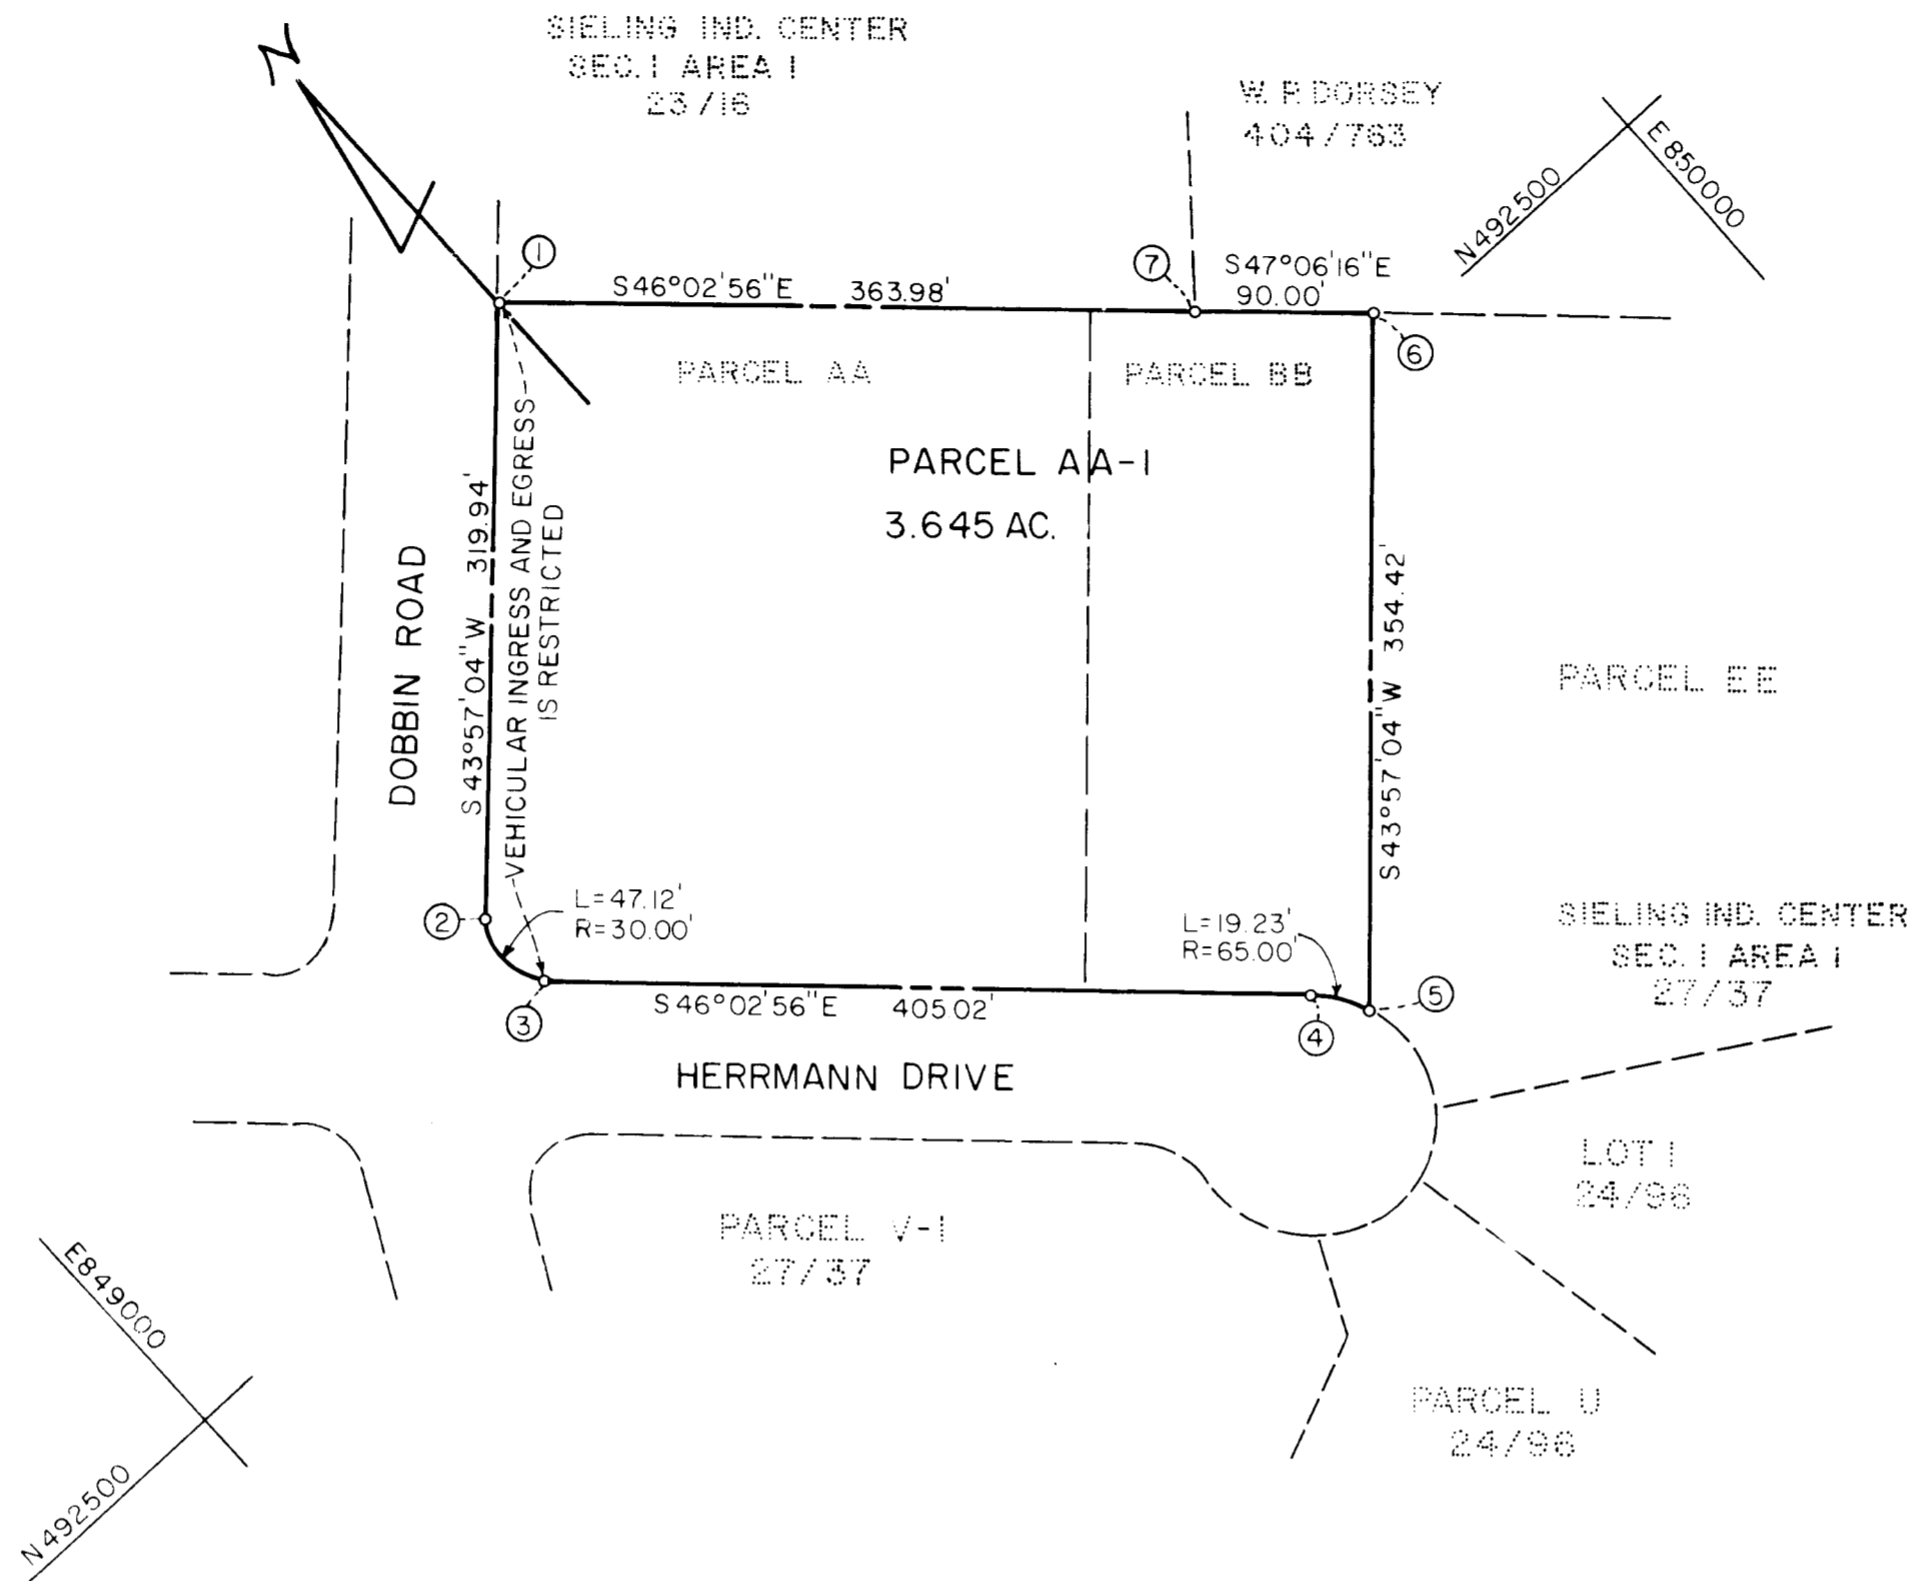 N
SIELING IND. CENTER
SEC. I AREA I
23/16
W. P. DORSEY
404/763
E 850000
N492500
1
S46°02'56"E 363.98'
7
S47°06'16"E
90.00'
6
PARCEL AA
PARCEL BB
PARCEL AA-I
3.645 AC.
DOBBIN ROAD
S43°57'04"W 319.94'
VEHICULAR INGRESS AND EGRESS
IS RESTRICTED
S43°57'04"W 354.42'
PARCEL EE
2
L=47.12'
R=30.00'
L=19.23'
R=65.00'
SIELING IND. CENTER
SEC. I AREA I
27/37
3
S46°02'56"E 405.02'
4
5
HERRMANN DRIVE
LOT I
24/96
PARCEL V-I
27/37
E849000
N492500
PARCEL U
24/96